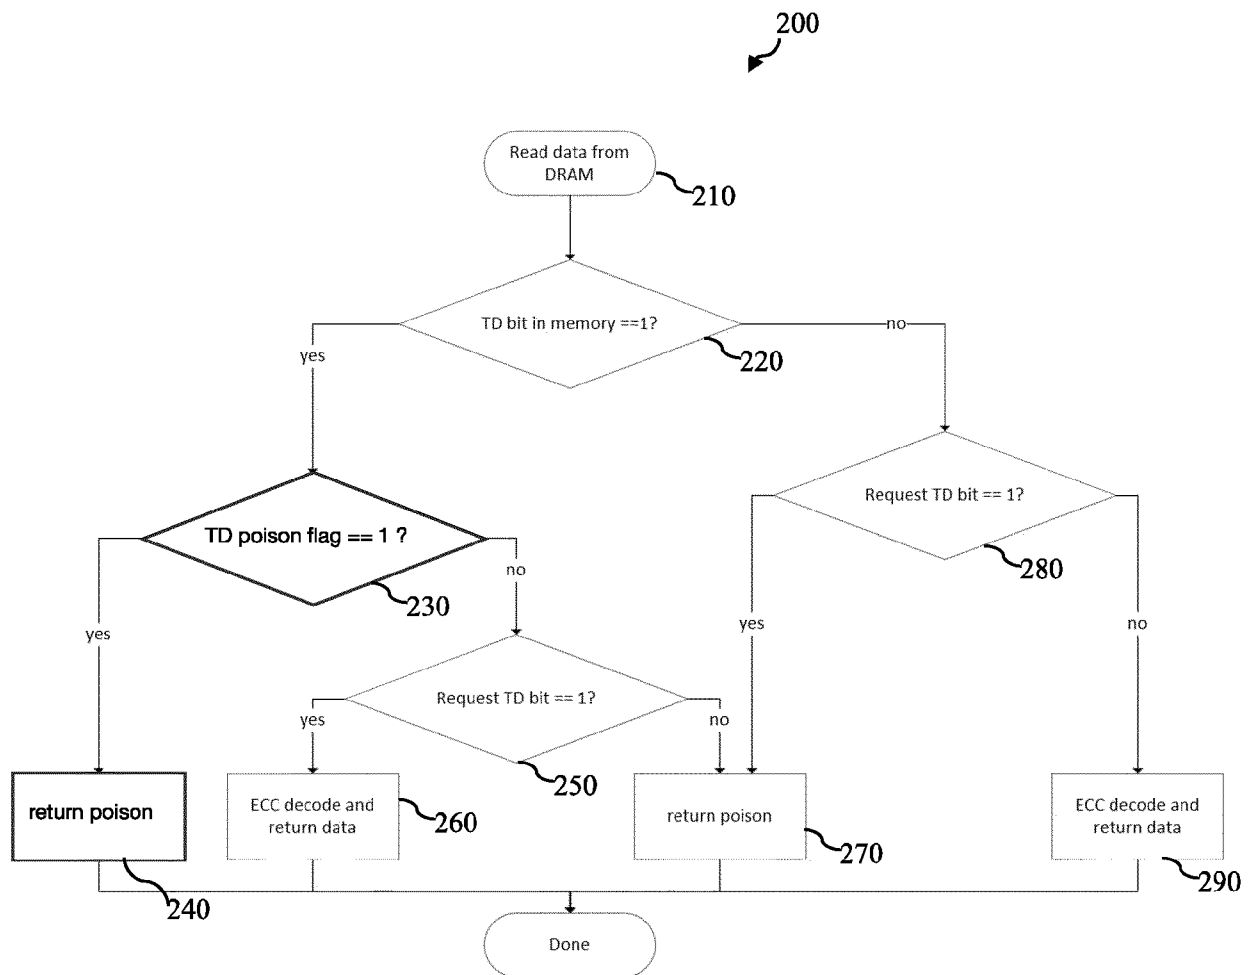 200
Read data from
DRAM
210
TD bit in memory ==1?
220
yes
no
Request TD bit == 1?
280
TD poison flag == 1 ?
230
yes
no
yes
no
Request TD bit == 1?
250
yes
no
return poison
240
ECC decode and
return data
260
return poison
270
ECC decode and
return data
290
Done